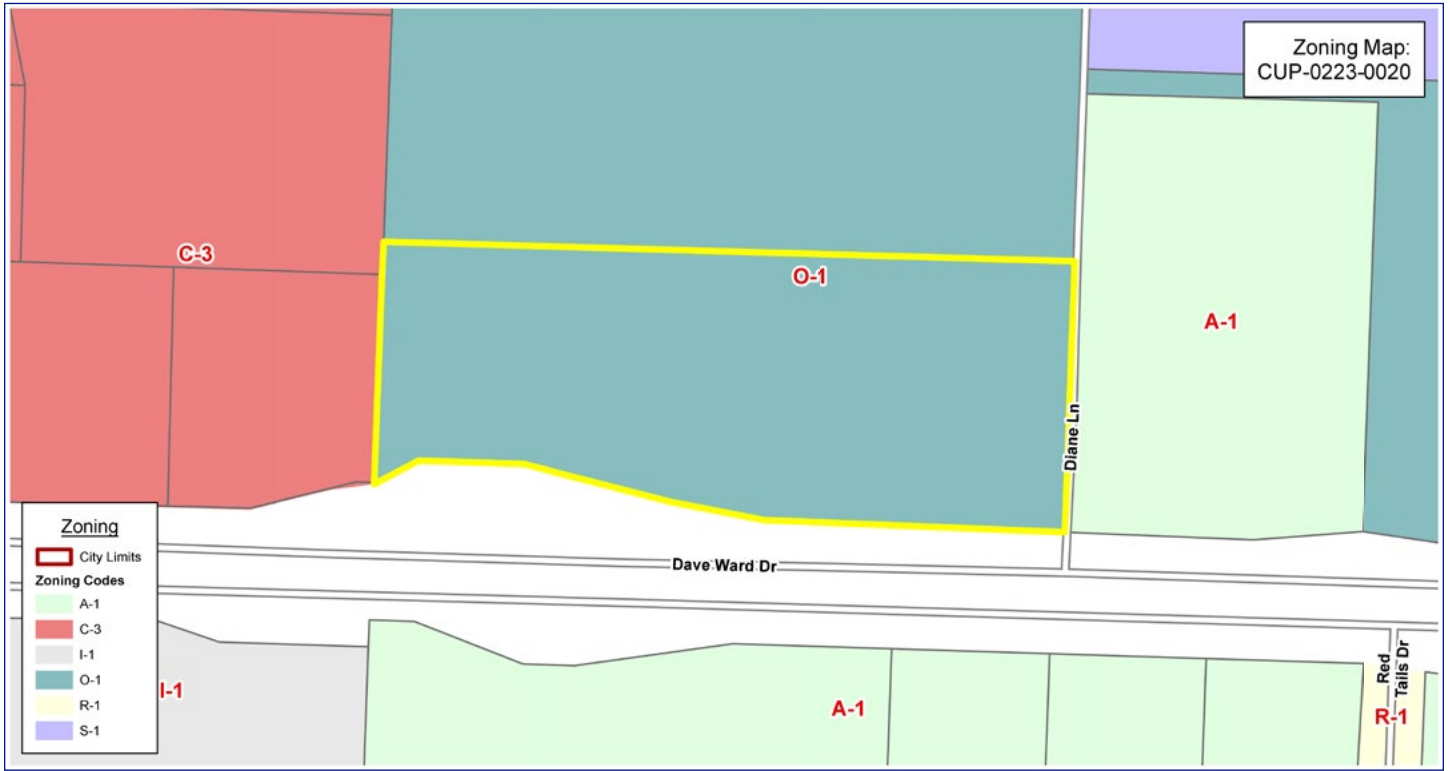 Zoning Map:
CUP-0223-0020
C-3
O-1
A-1
Diane Ln
Dave Ward Dr
Zoning
City Limits
Zoning Codes
A-1
C-3
I-1
O-1
R-1
S-1
I-1
A-1
Red
Tails Dr
R-1